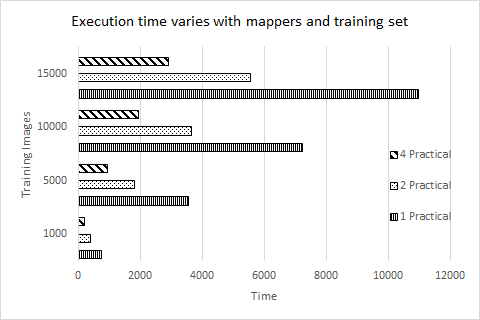 Execution time varies with mappers and training set
15000
10000
5000
1000
Training Images
4 Practical
2 Practical
1 Practical
0 2000 4000 6000 8000 10000 12000
Time